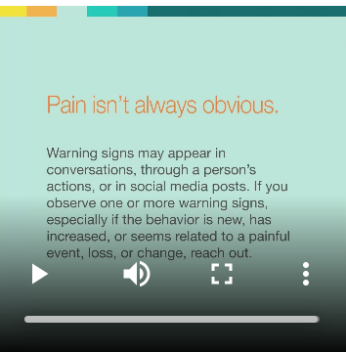 Pain isn't always obvious.
Warning signs may appear in
conversations, through a person's
actions, or in social media posts. If you
observe one or more warning signs,
especially if the behavior is new, has
increased, or seems related to a painful
event, loss, or change, reach out.